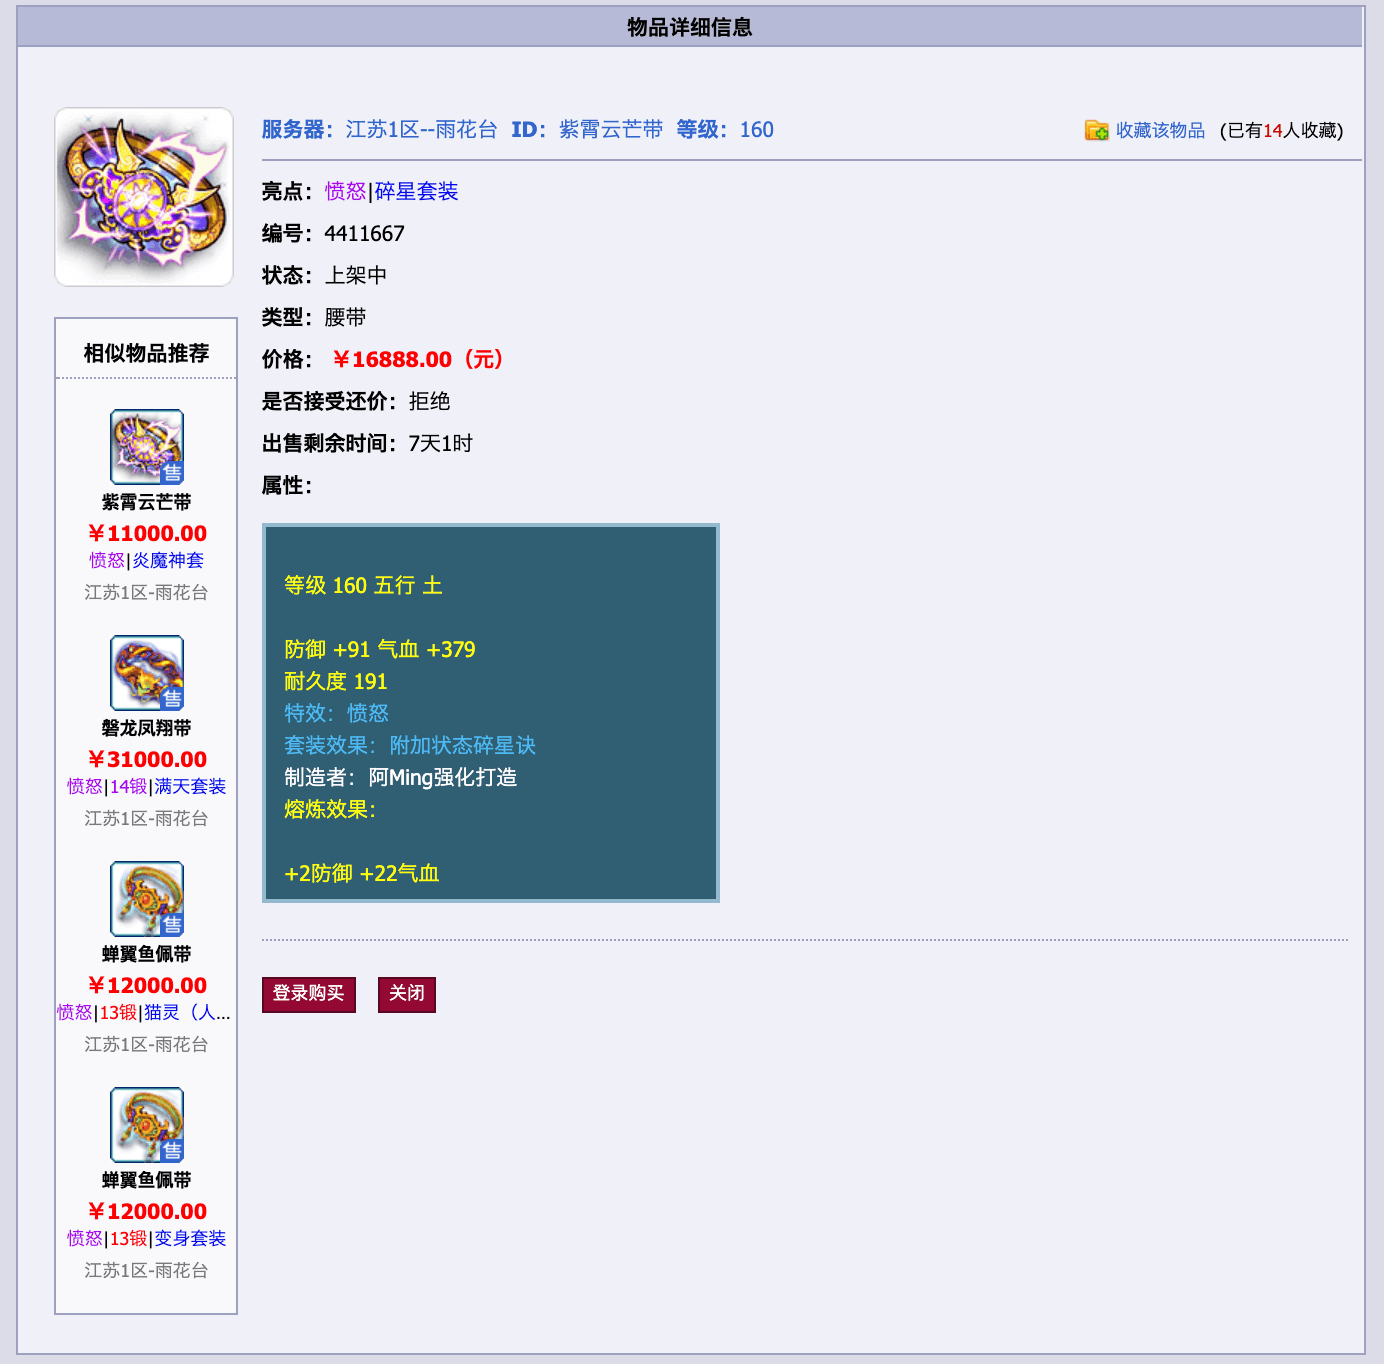 物品详细信息
服务器：江苏1区--雨花台 ID：紫霄云芒带 等级：160
收藏该物品 (已有14人收藏)
亮点：愤怒|碎星套装
编号：4411667
状态：上架中
类型：腰带
价格：￥16888.00（元）
是否接受还价：拒绝
出售剩余时间：7天1时
属性：
等级 160 五行 土
防御 +91 气血 +379
耐久度 191
特效：愤怒
套装效果：附加状态碎星诀
制造者：阿Ming强化打造
熔炼效果：
+2防御 +22气血
登录购买 关闭
相似物品推荐
售
紫霄云芒带
￥11000.00
愤怒|炎魔神套
江苏1区-雨花台
售
磐龙凤翔带
￥31000.00
愤怒|14锻|满天套装
江苏1区-雨花台
售
蝉翼鱼佩带
￥12000.00
愤怒|13锻|猫灵（人...
江苏1区-雨花台
售
蝉翼鱼佩带
￥12000.00
愤怒|13锻|变身套装
江苏1区-雨花台